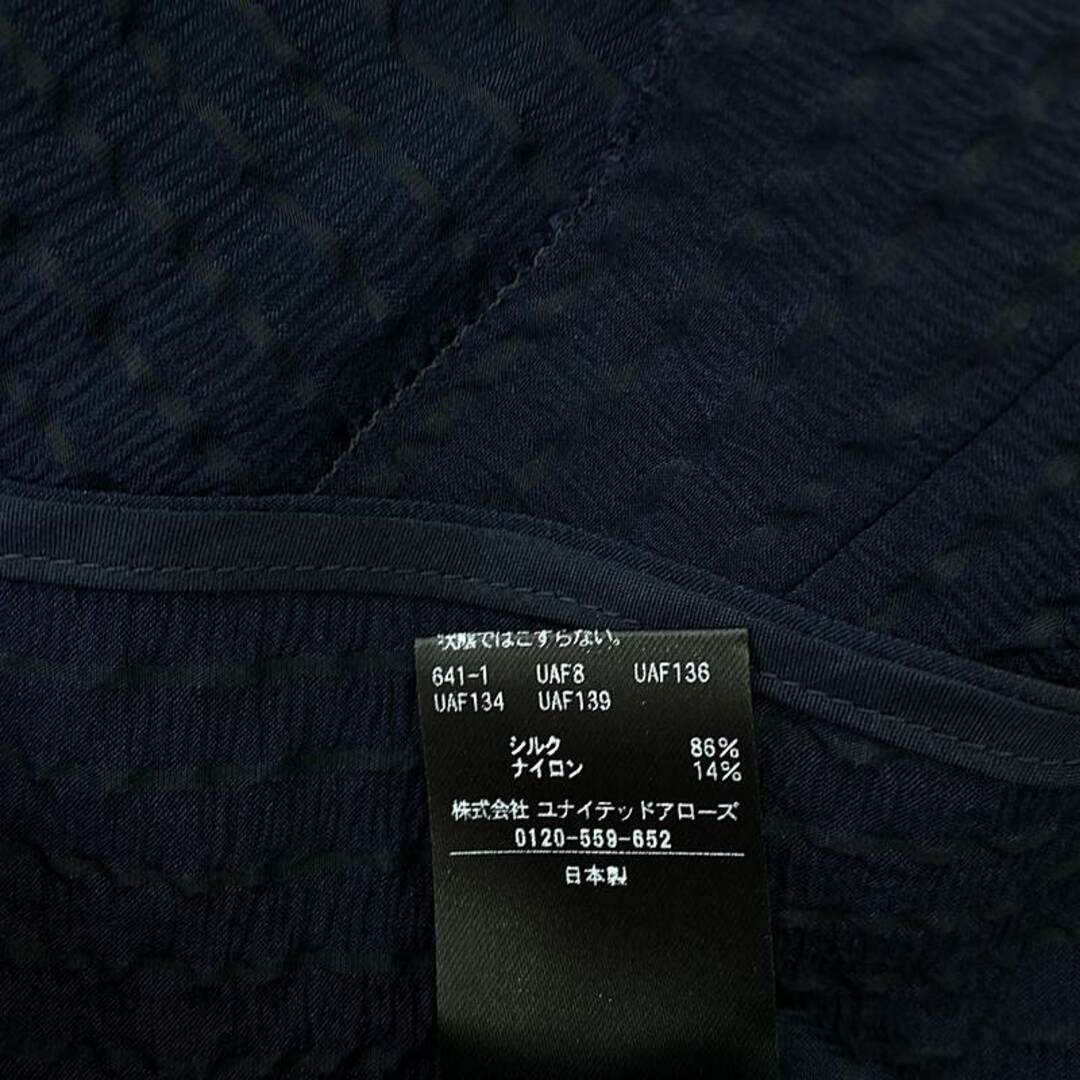 状態ではこすらない。
641-1 UAF8 UAF136
UAF134 UAF139
シルク 86%
ナイロン 14%
株式会社 ユナイテッドアローズ
0120-559-652
日本製